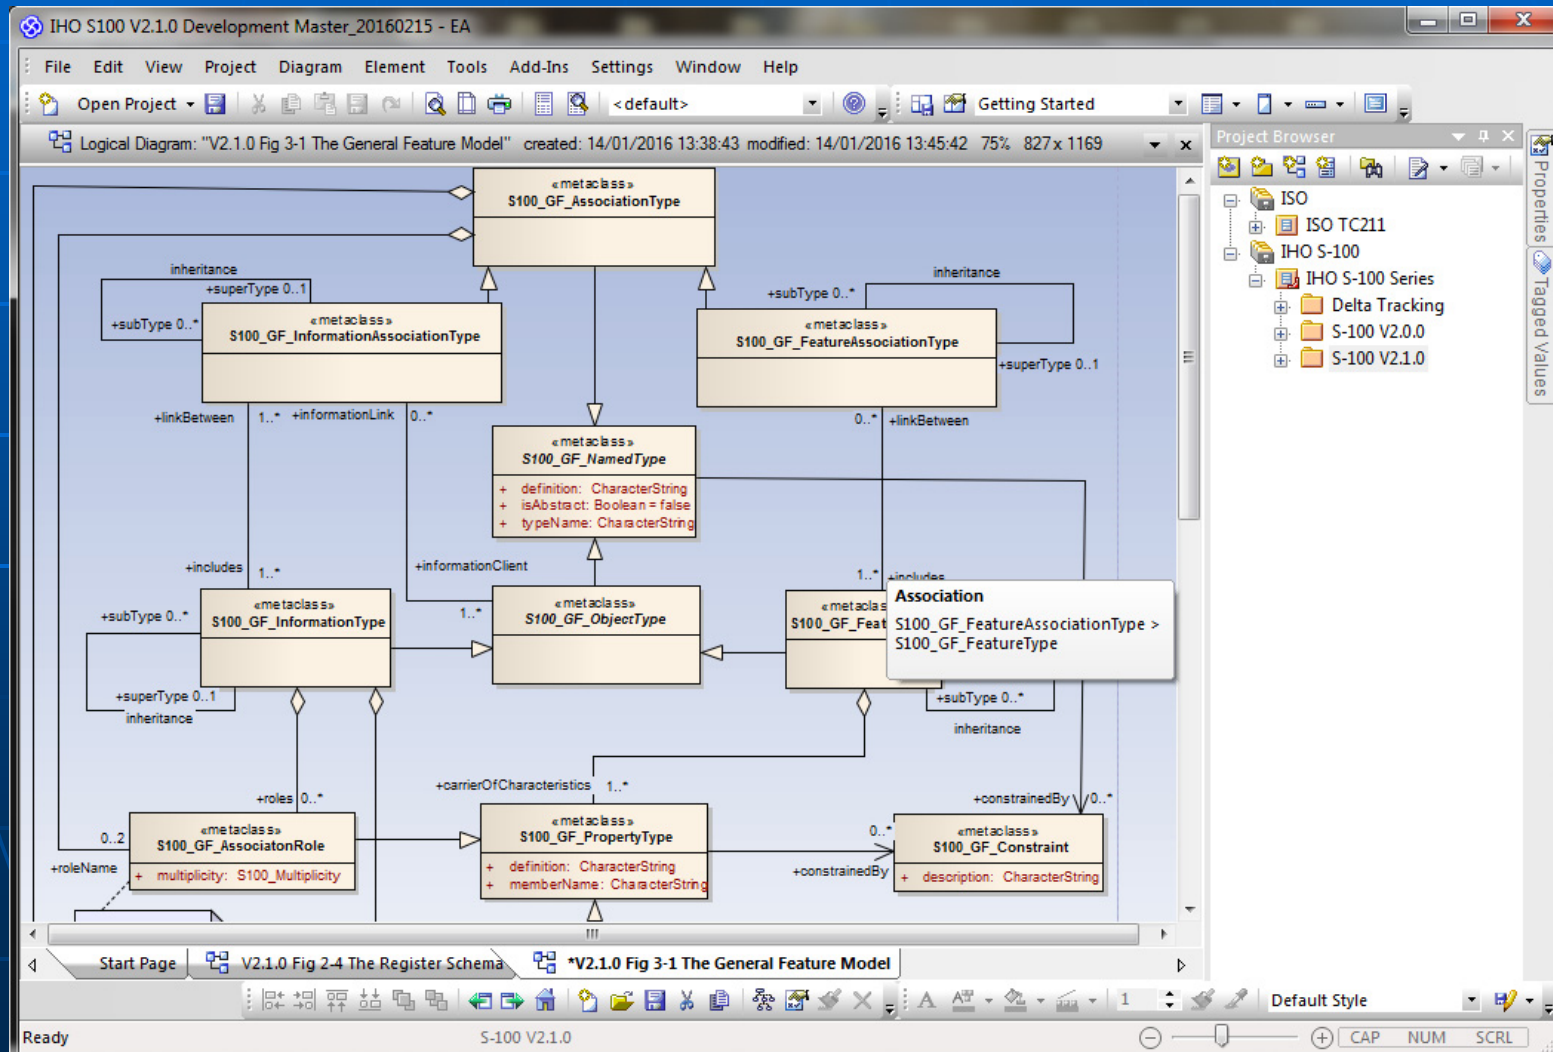 IHO S100 V2.1.0 Development Master_20160215 - EA
File Edit View Project Diagram Element Tools Add-Ins Settings Window Help
Open Project <default> Getting Started
Logical Diagram: "V2.1.0 Fig 3-1 The General Feature Model" created: 14/01/2016 13:38:43 modified: 14/01/2016 13:45:42 75% 827 x 1169
Project Browser
ISO
ISO TC211
IHO S-100
IHO S-100 Series
Delta Tracking
S-100 V2.0.0
S-100 V2.1.0
Properties
Tagged Values
«metaclass»
S100_GF_AssociationType
inheritance
+superType 0..1
+subType 0..*
«metaclass»
S100_GF_InformationAssociationType
inheritance
+subType 0..*
«metaclass»
S100_GF_FeatureAssociationType
+superType 0..1
+linkBetween 1..* +informationLink 0..*
0..* +linkBetween
«metaclass»
S100_GF_NamedType
+ definition: CharacterString
+ isAbstract: Boolean = false
+ typeName: CharacterString
+includes 1..*
+informationClient
1..*
1..* +includes
+subType 0..*
«metaclass»
S100_GF_InformationType
«metaclass»
S100_GF_ObjectType
«metaclas
S100_GF_Feat
Association
S100_GF_FeatureAssociationType >
S100_GF_FeatureType
+superType 0..1
inheritance
+subType 0..*
inheritance
+carrierOfCharacteristics 1..*
+roles 0..*
+constrainedBy 0..*
0..2
+roleName
«metaclass»
S100_GF_AssociatonRole
+ multiplicity: S100_Multiplicity
«metaclass»
S100_GF_PropertyType
+ definition: CharacterString
+ memberName: CharacterString
0..*
+constrainedBy
«metaclass»
S100_GF_Constraint
+ description: CharacterString
Start Page V2.1.0 Fig 2-4 The Register Schema *V2.1.0 Fig 3-1 The General Feature Model
A 1 Default Style
Ready S-100 V2.1.0 CAP NUM SCRL